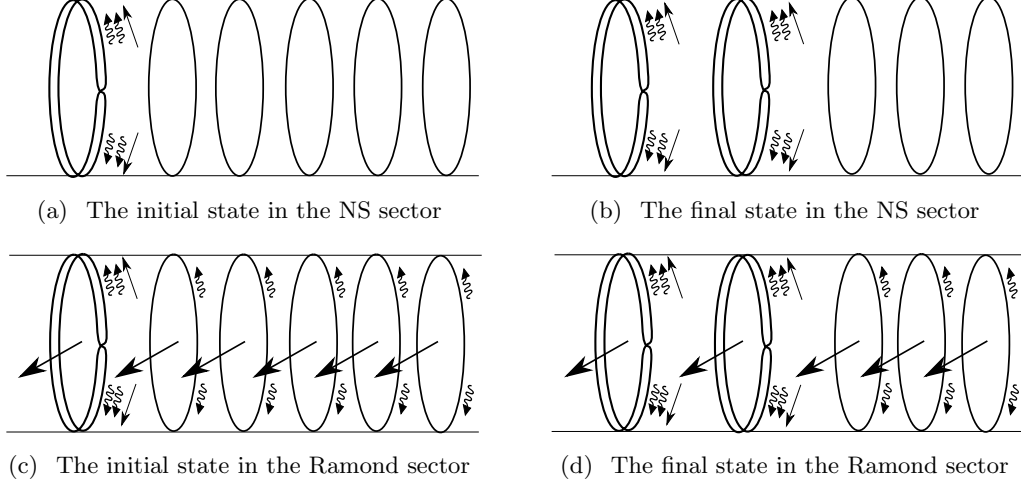 (a) The initial state in the NS sector
(b) The final state in the NS sector
(c) The initial state in the Ramond sector
(d) The final state in the Ramond sector